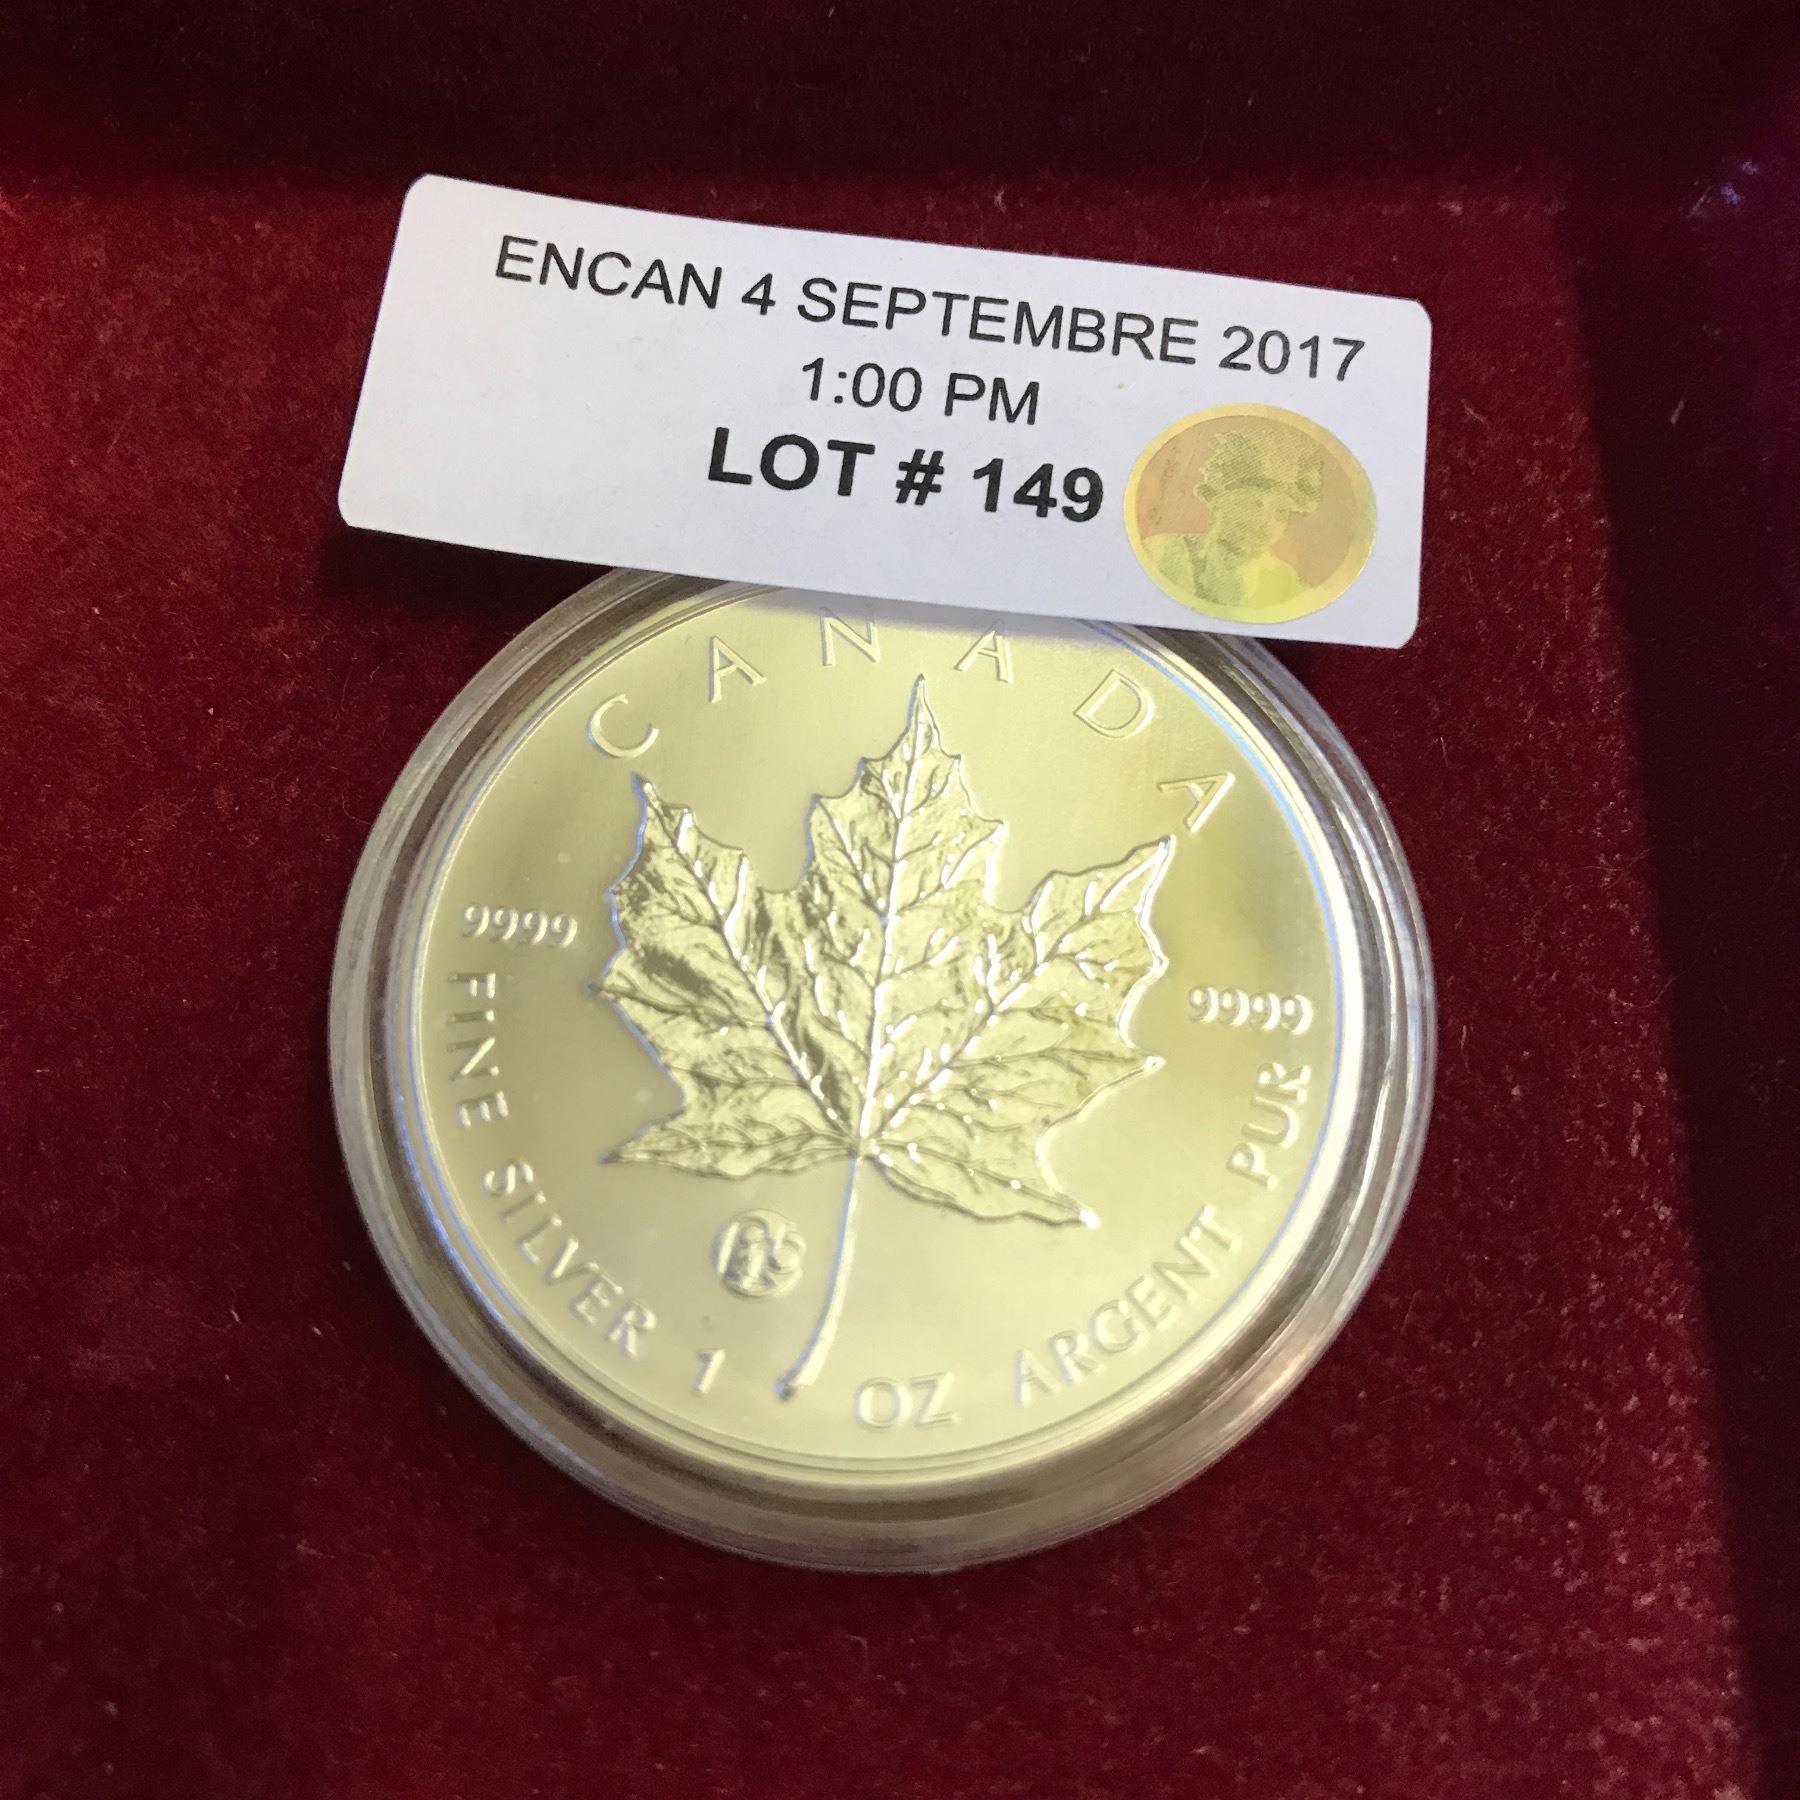 ENCAN 4 SEPTEMBRE 2017
1:00 PM
LOT # 149
CANADA
9999
9999
FINE SILVER 1 OZ ARGENT PUR